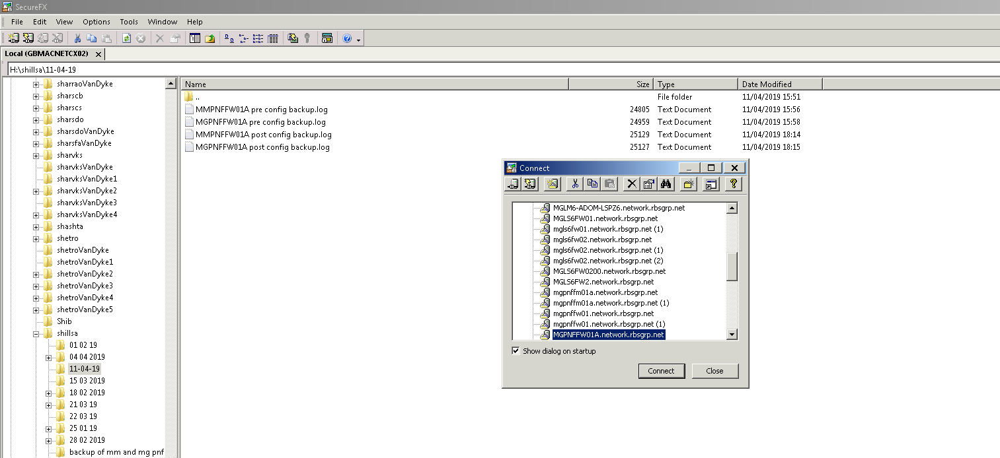 SecureFX
File Edit View Options Tools Window Help
Local (GBMACNETCX02)
H:\shillsa\11-04-19
sharraoVanDyke
sharscb
sharscs
sharsdo
sharsdoVanDyke
sharsfaVanDyke
sharvks
sharvksVanDyke
sharvksVanDyke1
sharvksVanDyke2
sharvksVanDyke3
sharvksVanDyke4
shashta
shetro
shetroVanDyke
shetroVanDyke1
shetroVanDyke2
shetroVanDyke3
shetroVanDyke4
shetroVanDyke5
Shib
shillsa
01 02 19
04 04 2019
11-04-19
15 03 2019
18 02 2019
21 03 19
22 03 19
25 01 19
28 02 2019
backup of mm and mg pnf
Name Size Type Date Modified
.. File folder 11/04/2019 15:51
MMPNFFW01A pre config backup.log 24805 Text Document 11/04/2019 15:56
MGPNFFW01A pre config backup.log 24959 Text Document 11/04/2019 15:58
MMPNFFW01A post config backup.log 25129 Text Document 11/04/2019 18:14
MGPNFFW01A post config backup.log 25127 Text Document 11/04/2019 18:15
Connect
MGLM6-ADOM-LSPZ6.network.rbsgrp.net
MGLS6FW01.network.rbsgrp.net
mgls6fw01.network.rbsgrp.net (1)
mgls6fw02.network.rbsgrp.net
mgls6fw02.network.rbsgrp.net (1)
mgls6fw02.network.rbsgrp.net (2)
MGLS6FW0200.network.rbsgrp.net
MGLS6FW2.network.rbsgrp.net
mgpnffm01a.network.rbsgrp.net
mgpnffm01a.network.rbsgrp.net (1)
mgpnffw01.network.rbsgrp.net
mgpnffw01.network.rbsgrp.net (1)
MGPNFFW01A.network.rbsgrp.net
Show dialog on startup
Connect Close